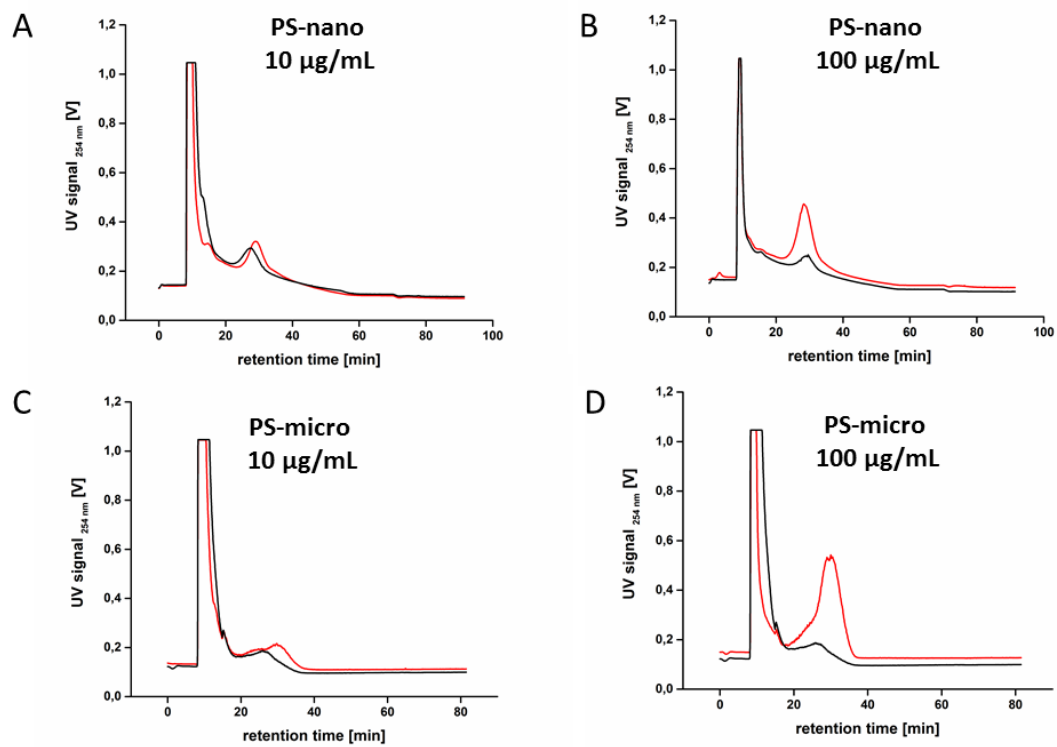 A
PS-nano
10 µg/mL
1,2
1,0
0,8
0,6
0,4
0,2
0,0
UV signal 254 nm [V]
0
20
40
60
80
100
retention time [min]
B
PS-nano
100 µg/mL
1,2
1,0
0,8
0,6
0,4
0,2
0,0
UV signal 254 nm [V]
0
20
40
60
80
100
retention time [min]
C
PS-micro
10 µg/mL
1,2
1,0
0,8
0,6
0,4
0,2
0,0
UV signal 254 nm [V]
0
20
40
60
80
retention time [min]
D
PS-micro
100 µg/mL
1,2
1,0
0,8
0,6
0,4
0,2
0,0
UV signal 254 nm [V]
0
20
40
60
80
retention time [min]